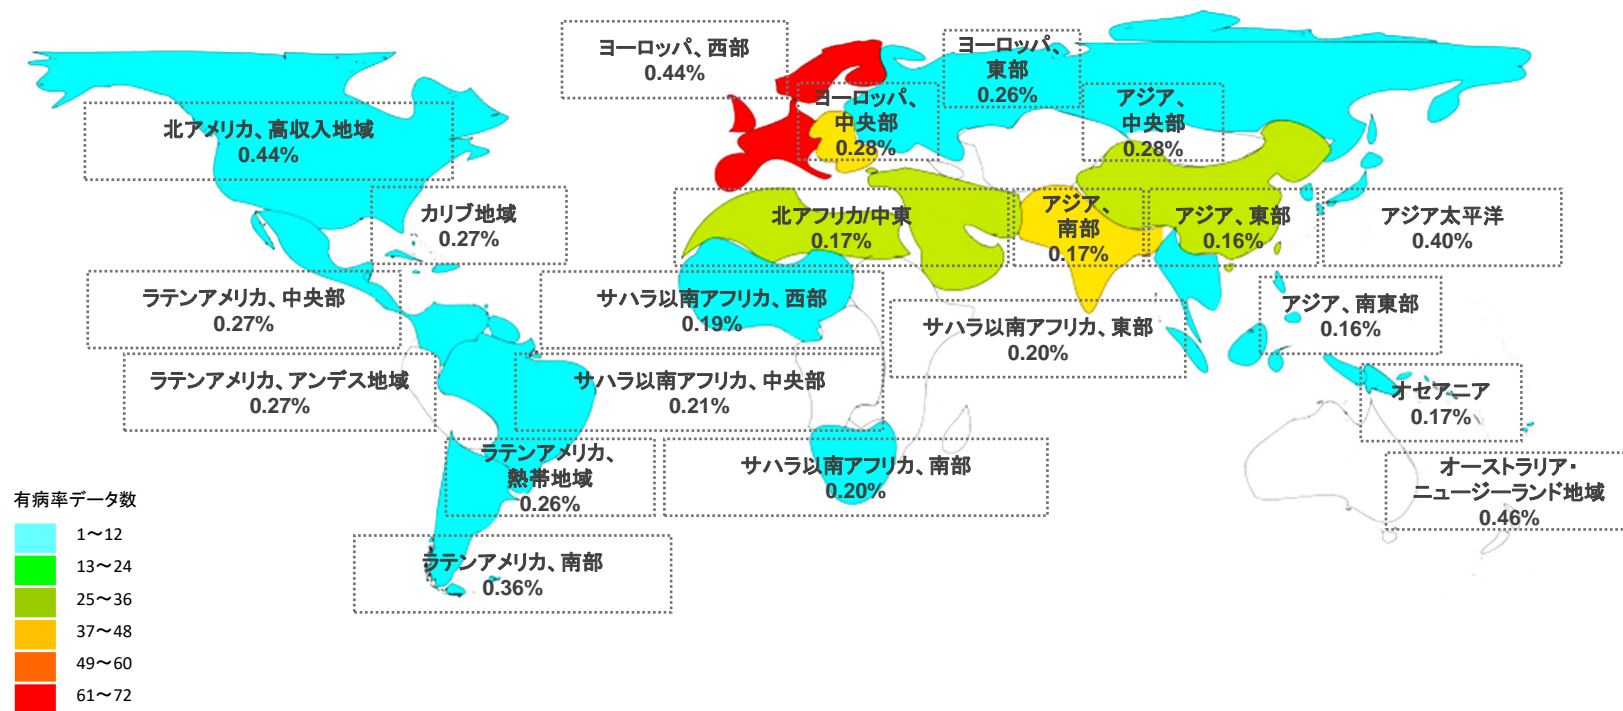 ヨーロッパ、西部
0.44%
ヨーロッパ、
東部
0.26%
ヨーロッパ、
中央部
0.28%
アジア、
中央部
0.28%
北アメリカ、高収入地域
0.44%
カリブ地域
0.27%
北アフリカ/中東
0.17%
アジア、
南部
0.17%
アジア、東部
0.16%
アジア太平洋
0.40%
ラテンアメリカ、中央部
0.27%
サハラ以南アフリカ、西部
0.19%
サハラ以南アフリカ、東部
0.20%
アジア、南東部
0.16%
ラテンアメリカ、アンデス地域
0.27%
サハラ以南アフリカ、中央部
0.21%
オセアニア
0.17%
ラテンアメリカ、
熱帯地域
0.26%
サハラ以南アフリカ、南部
0.20%
オーストラリア・
ニュージーランド地域
0.46%
ラテンアメリカ、南部
0.36%
有病率データ数
1～12
13～24
25～36
37～48
49～60
61～72